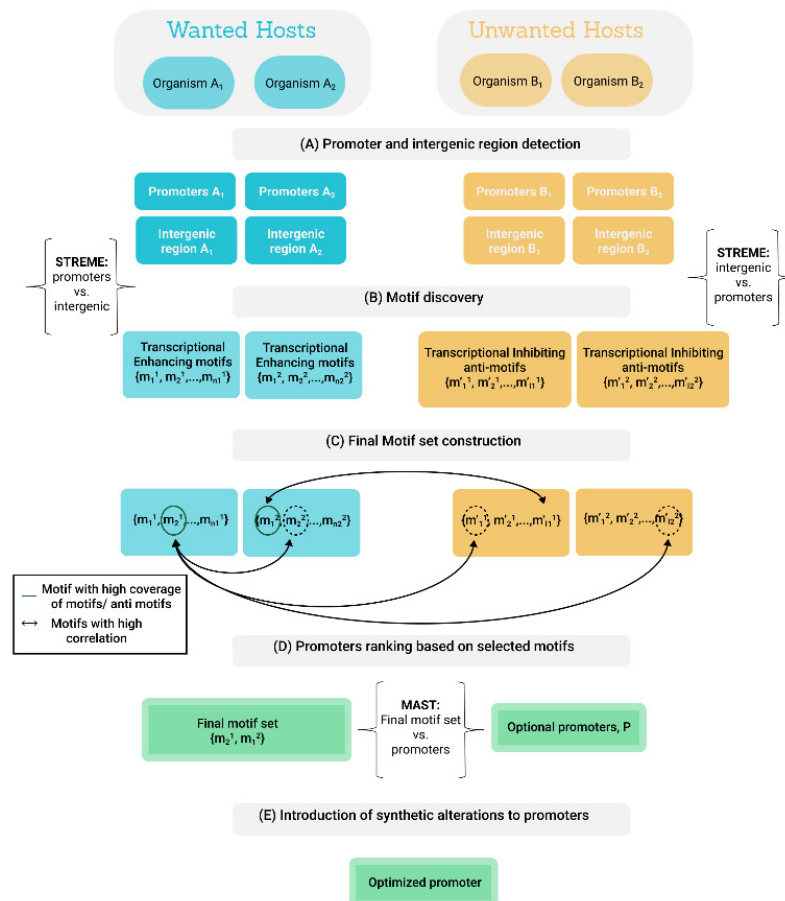 Wanted Hosts
Unwanted Hosts
Organism A₁
Organism A₂
Organism B₁
Organism B₂
(A) Promoter and intergenic region detection
Promoters A₁
Promoters A₂
Promoters B₁
Promoters B₂
Intergenic
region A₁
Intergenic
region A₂
Intergenic
region B₁
Intergenic
region B₂
STREME:
promoters
vs.
intergenic
STREME:
intergenic
vs.
promoters
(B) Motif discovery
Transcriptional
Enhancing motifs
{m₁¹, m₂¹,...,mₙ₁¹}
Transcriptional
Enhancing motifs
{m₁², m₂²,...,mₙ₂²}
Transcriptional Inhibiting
anti-motifs
{m'₁¹, m'₂¹,...,m'ₗ₁¹}
Transcriptional Inhibiting
anti-motifs
{m'₁², m'₂²,...,m'ₗ₂²}
(C) Final Motif set construction
{m₁¹, m₂¹,...,mₙ₁¹}
{m₁², m₂²,...,mₙ₂²}
{m'₁¹, m'₂¹,...,m'ₗ₁¹}
{m'₁², m'₂²,...,m'ₗ₂²}
Motif with high coverage
of motifs/ anti motifs
Motifs with high
correlation
(D) Promoters ranking based on selected motifs
Final motif set
{m₂¹, m₁²}
MAST:
Final motif set
vs.
promoters
Optional promoters, P
(E) Introduction of synthetic alterations to promoters
Optimized promoter